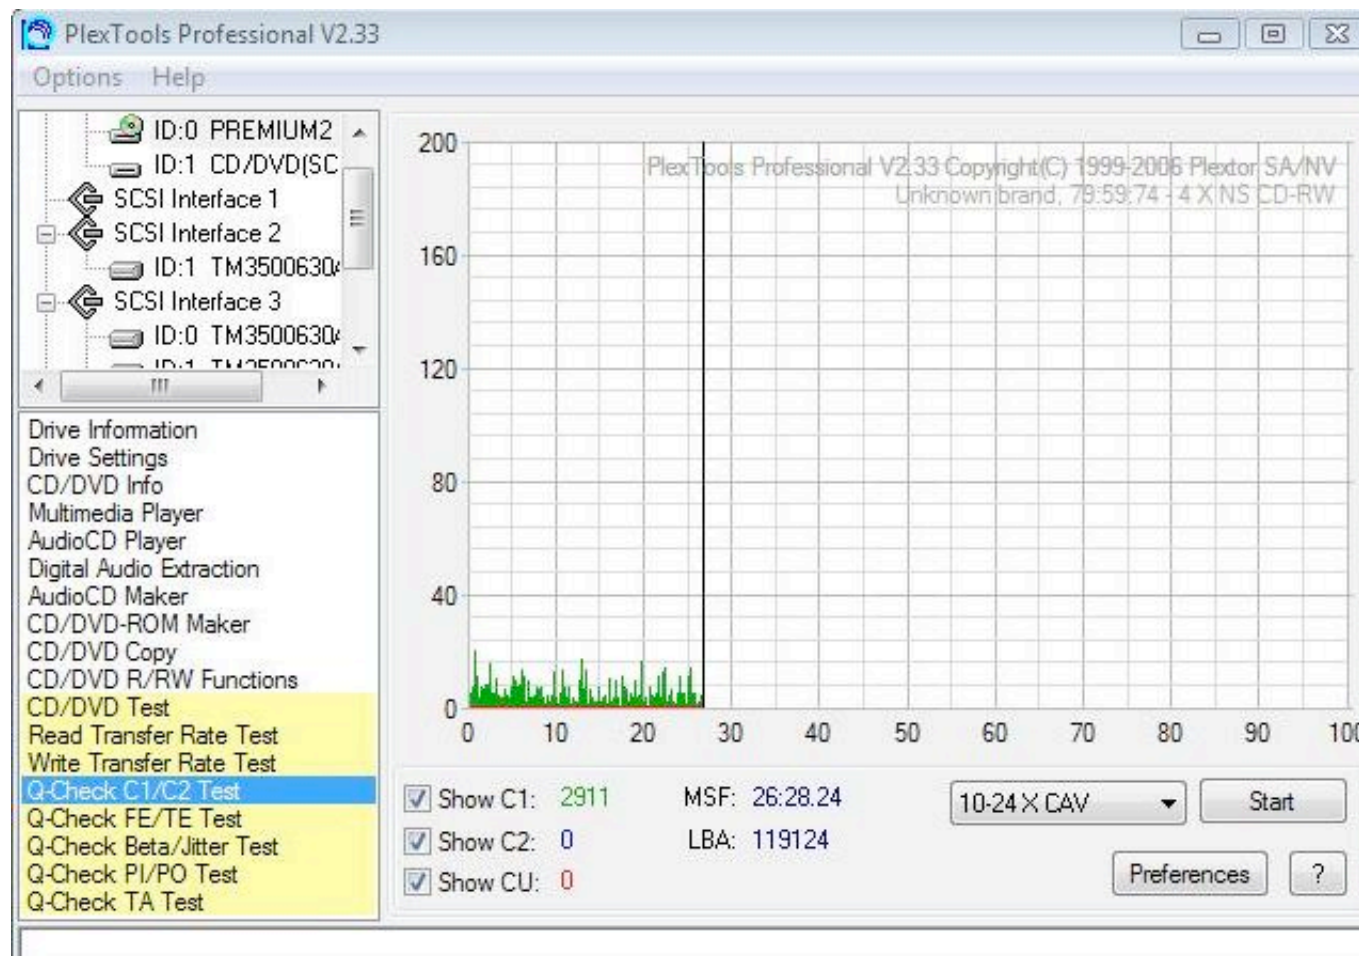 PlexTools Professional V2.33
Options Help
ID:0 PREMIUM2
ID:1 CD/DVD(SC
SCSI Interface 1
SCSI Interface 2
ID:1 TM3500630
SCSI Interface 3
ID:0 TM3500630
Drive Information
Drive Settings
CD/DVD Info
Multimedia Player
AudioCD Player
Digital Audio Extraction
AudioCD Maker
CD/DVD-ROM Maker
CD/DVD Copy
CD/DVD R/RW Functions
CD/DVD Test
Read Transfer Rate Test
Write Transfer Rate Test
Q-Check C1/C2 Test
Q-Check FE/TE Test
Q-Check Beta/Jitter Test
Q-Check PI/PO Test
Q-Check TA Test
PlexTools Professional V2.33 Copyright(C) 1999-2006 Plextor SA/NV
Unknown brand, 79:59:74 - 4 X NS CD-RW
200
160
120
80
40
0
0 10 20 30 40 50 60 70 80 90 100
Show C1: 2911 MSF: 26:28.24 10-24 X CAV Start
Show C2: 0 LBA: 119124
Show CU: 0 Preferences ?